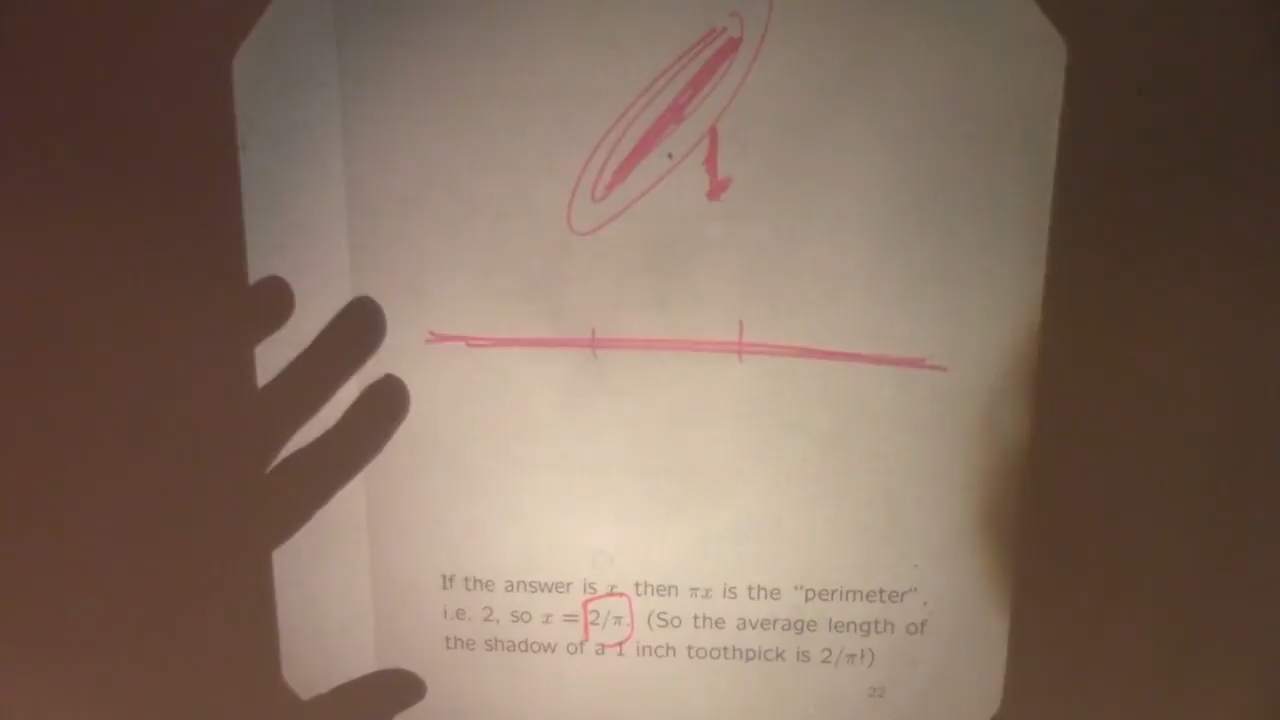 If the answer is x, then πx is the “perimeter”,
i.e. 2, so x = 2/π. (So the average length of
the shadow of a 1 inch toothpick is 2/π!)
22